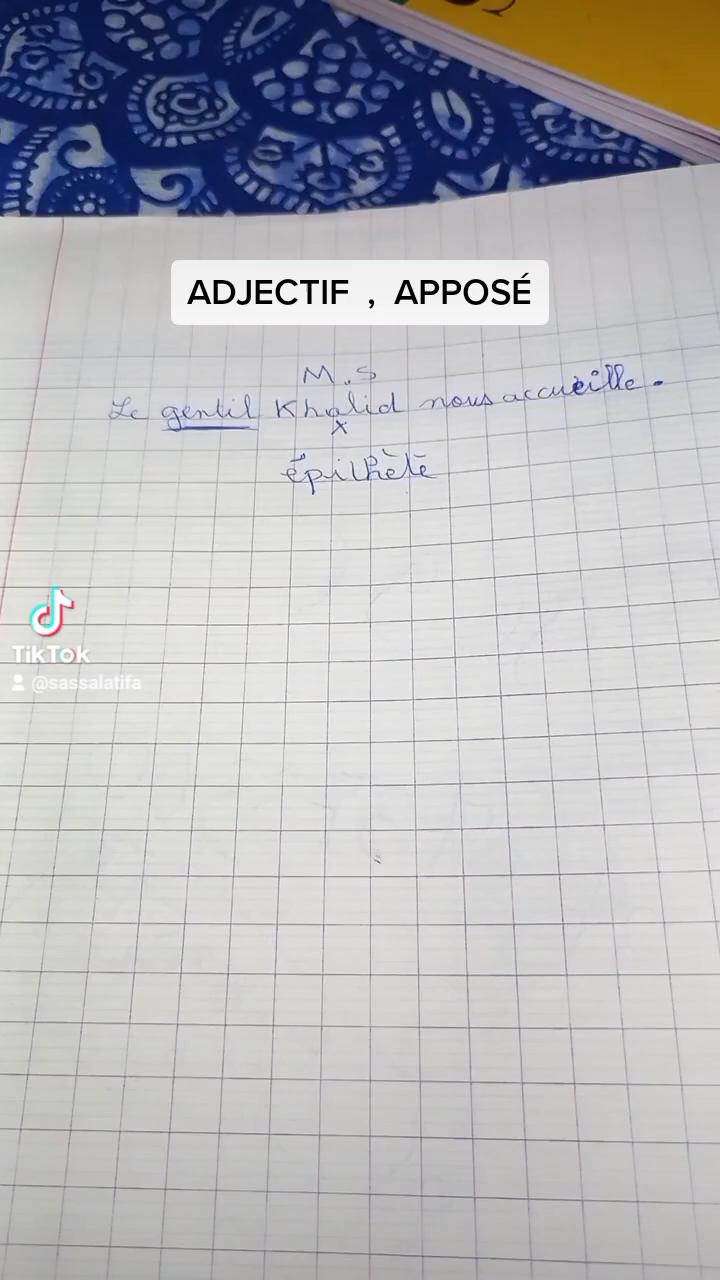 ADJECTIF , APPOSÉ
M.S
Le gentil Khalid nous accueille.
x
épithète
TikTok
@sassalatifa